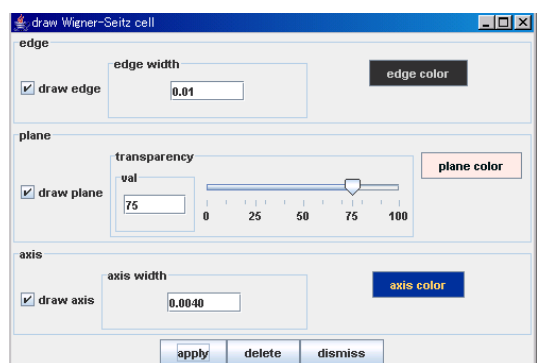 draw Wigner-Seitz cell
edge
edge width
edge color
draw edge
0.01
plane
transparency
plane color
val
draw plane
75
0 25 50 75 100
axis
axis width
axis color
draw axis
0.0040
apply delete dismiss